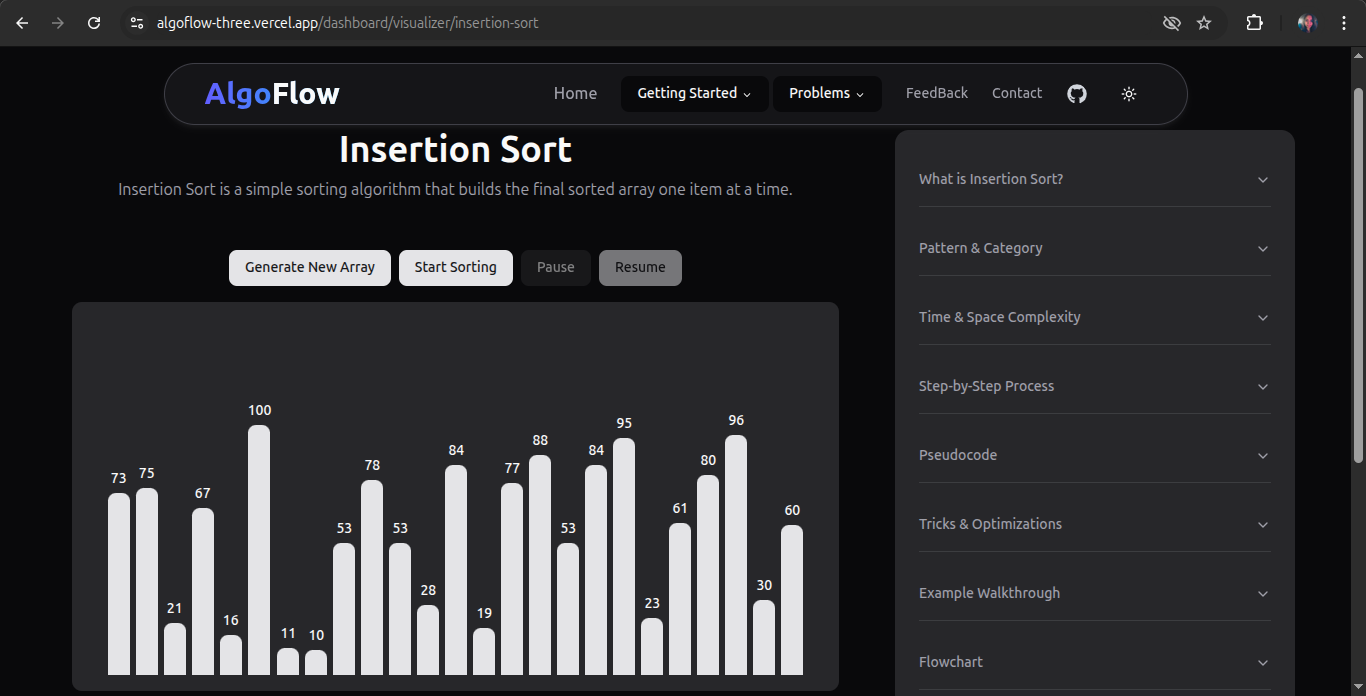 algoflow-three.vercel.app/dashboard/visualizer/insertion-sort
AlgoFlow
Home
Getting Started
Problems
FeedBack
Contact
Insertion Sort
Insertion Sort is a simple sorting algorithm that builds the final sorted array one item at a time.
Generate New Array
Start Sorting
Pause
Resume
73
75
21
67
16
100
11
10
53
78
53
28
84
19
77
88
53
84
95
23
61
80
96
30
60
What is Insertion Sort?
Pattern & Category
Time & Space Complexity
Step-by-Step Process
Pseudocode
Tricks & Optimizations
Example Walkthrough
Flowchart